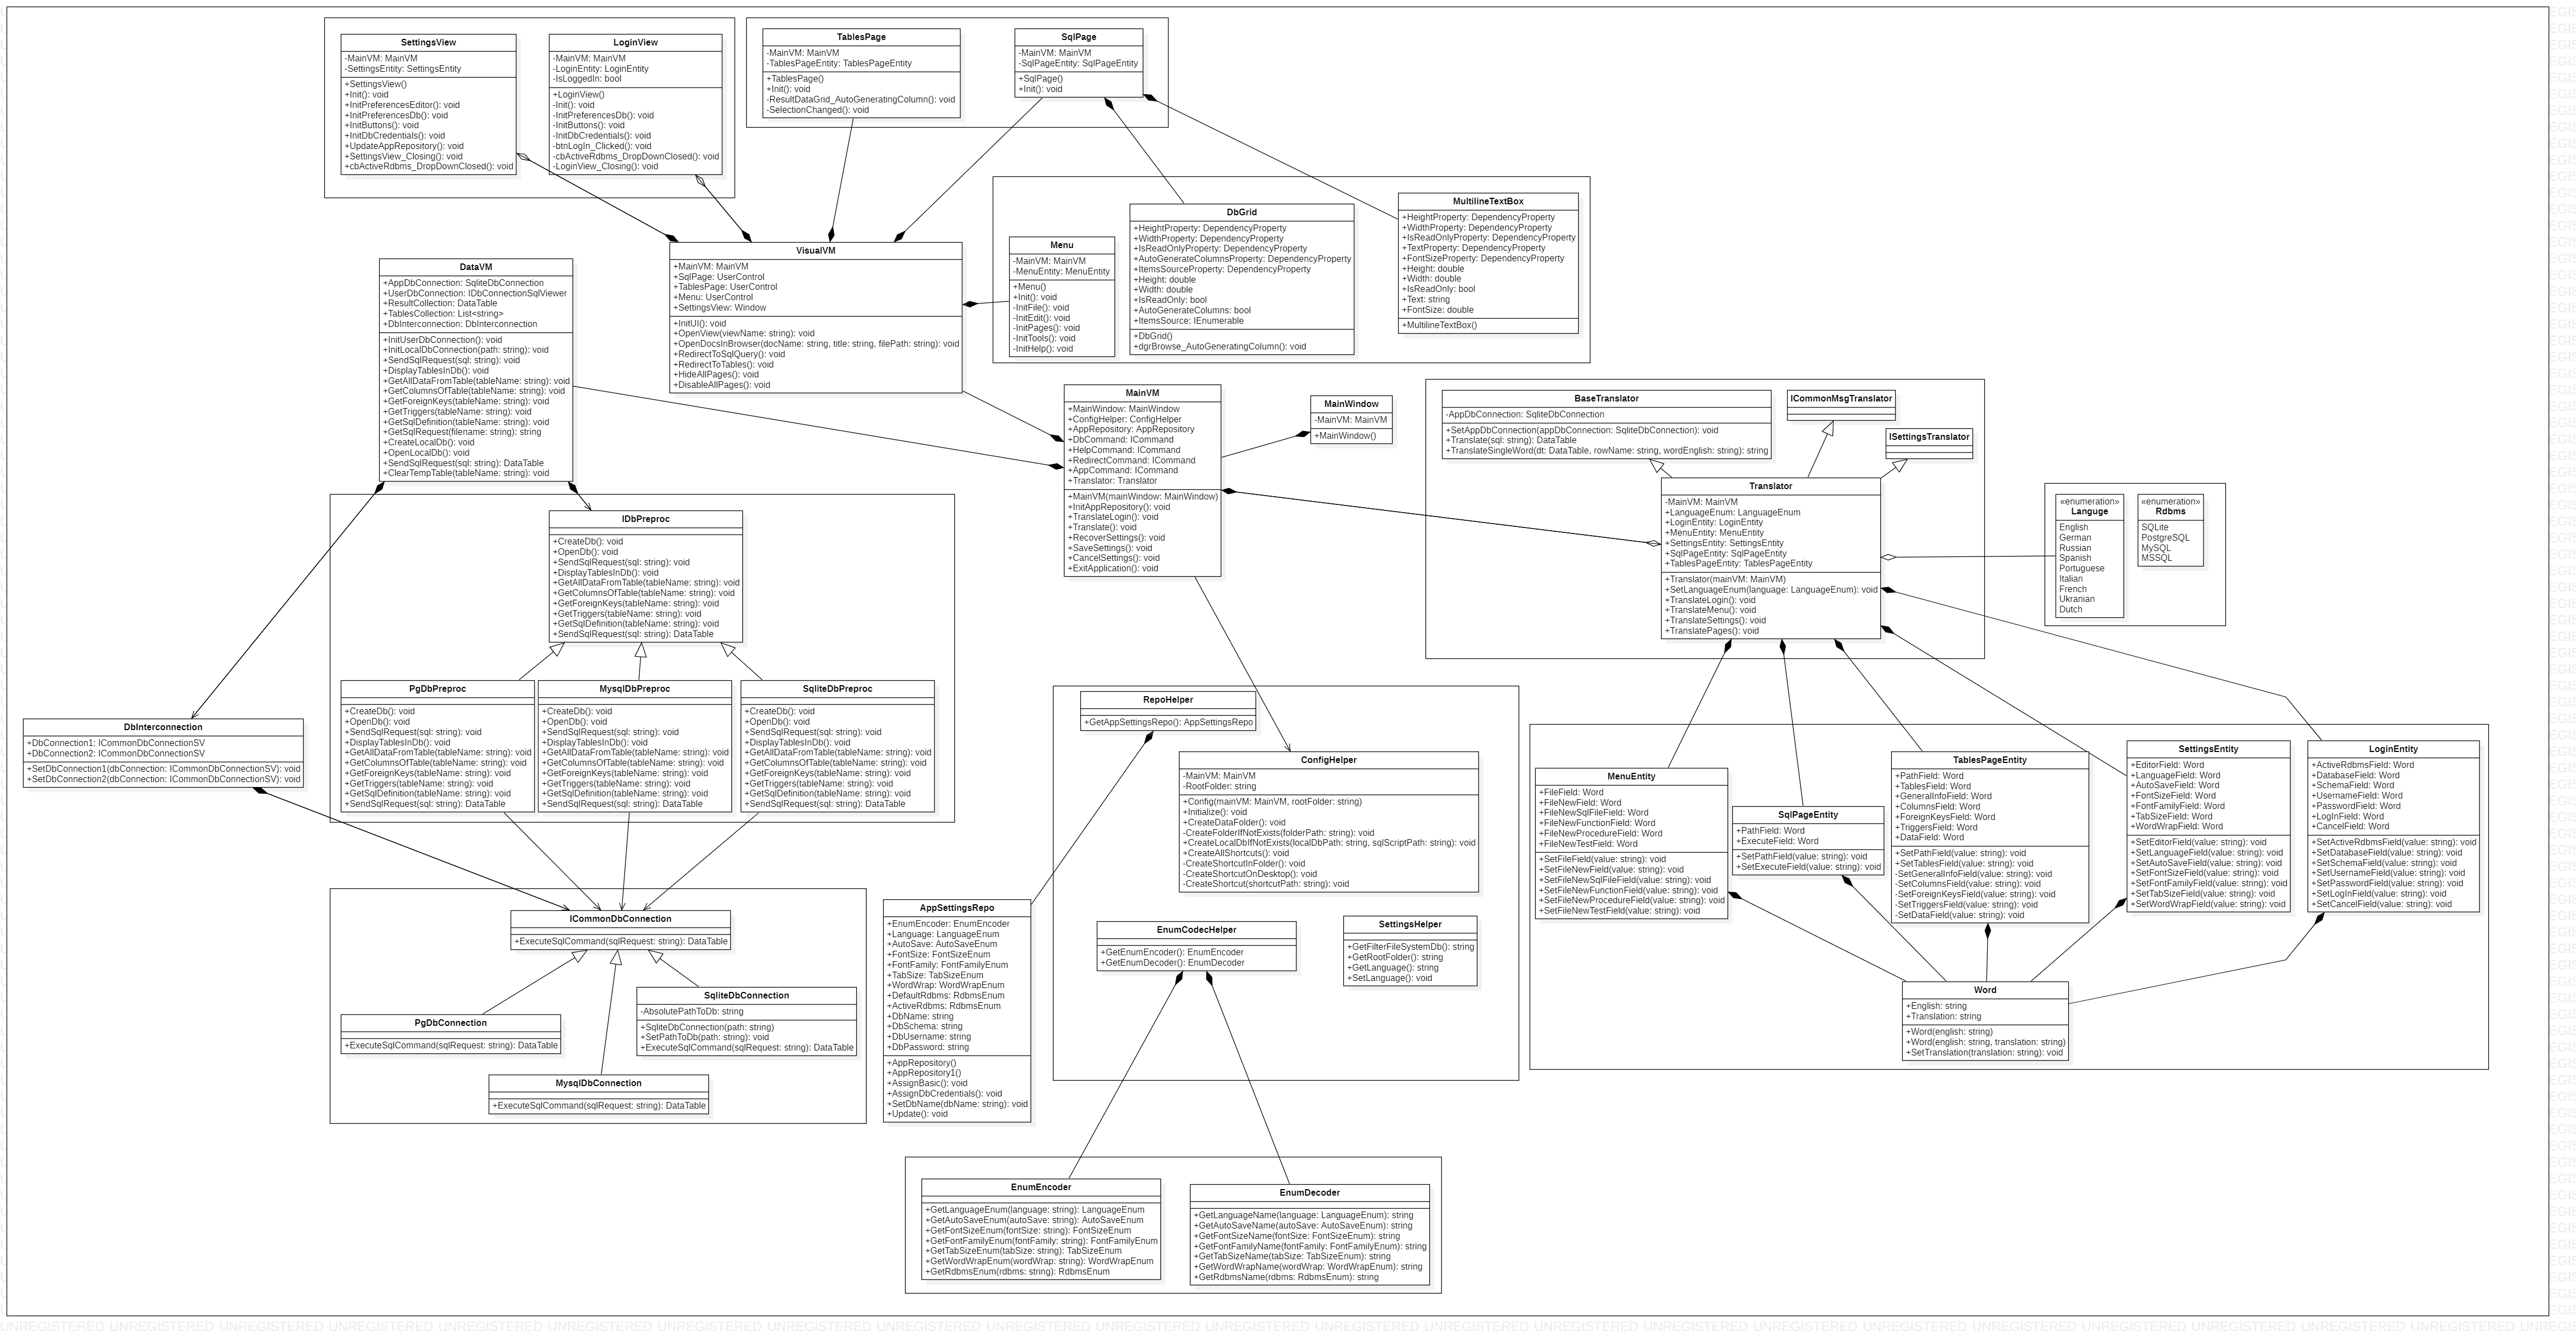 SettingsView
-MainVM: MainVM
-SettingsEntity: SettingsEntity
+SettingsView()
+Init(): void
+InitPreferencesEditor(): void
+InitPreferencesDb(): void
+InitButtons(): void
+InitDbCredentials(): void
+UpdateAppRepository(): void
+SettingsView_Closing(): void
+cbActiveRdbms_DropDownClosed(): void
LoginView
-MainVM: MainVM
-LoginEntity: LoginEntity
-IsLoggedIn: bool
+LoginView()
-Init(): void
-InitPreferencesDb(): void
-InitButtons(): void
-InitDbCredentials(): void
-btnLogIn_Clicked(): void
-cbActiveRdbms_DropDownClosed(): void
-LoginView_Closing(): void
TablesPage
-MainVM: MainVM
-TablesPageEntity: TablesPageEntity
+TablesPage()
+Init(): void
-ResultDataGrid_AutoGeneratingColumn(): void
-SelectionChanged(): void
SqlPage
-MainVM: MainVM
-SqlPageEntity: SqlPageEntity
+SqlPage()
+Init(): void
Menu
-MainVM: MainVM
-MenuEntity: MenuEntity
+Menu()
+Init(): void
-InitFile(): void
-InitEdit(): void
-InitPages(): void
-InitTools(): void
-InitHelp(): void
DbGrid
+HeightProperty: DependencyProperty
+WidthProperty: DependencyProperty
+IsReadOnlyProperty: DependencyProperty
+AutoGenerateColumnsProperty: DependencyProperty
+ItemsSourceProperty: DependencyProperty
+Height: double
+Width: double
+IsReadOnly: bool
+AutoGenerateColumns: bool
+ItemsSource: IEnumerable
+DbGrid()
+dgrBrowse_AutoGeneratingColumn(): void
MultilineTextBox
+HeightProperty: DependencyProperty
+WidthProperty: DependencyProperty
+IsReadOnlyProperty: DependencyProperty
+TextProperty: DependencyProperty
+FontSizeProperty: DependencyProperty
+Height: double
+Width: double
+IsReadOnly: bool
+Text: string
+FontSize: double
+MultilineTextBox()
VisualVM
+MainVM: MainVM
+SqlPage: UserControl
+TablesPage: UserControl
+Menu: UserControl
+SettingsView: Window
+InitUI(): void
+OpenView(viewName: string): void
+OpenDocsInBrowser(docName: string, title: string, filePath: string): void
+RedirectToSqlQuery(): void
+RedirectToTables(): void
+HideAllPages(): void
+DisableAllPages(): void
DataVM
+AppDbConnection: SqliteDbConnection
+UserDbConnection: IDbConnectionSqlViewer
+ResultCollection: DataTable
+TablesCollection: List<string>
+DbInterconnection: DbInterconnection
+InitUserDbConnection(): void
+InitLocalDbConnection(path: string): void
+SendSqlRequest(sql: string): void
+DisplayTablesInDb(): void
+GetAllDataFromTable(tableName: string): void
+GetColumnsOfTable(tableName: string): void
+GetForeignKeys(tableName: string): void
+GetTriggers(tableName: string): void
+GetSqlDefinition(tableName: string): void
+GetSqlRequest(filename: string): string
+CreateLocalDb(): void
+OpenLocalDb(): void
+SendSqlRequest(sql: string): DataTable
+ClearTempTable(tableName: string): void
MainVM
+MainWindow: MainWindow
+ConfigHelper: ConfigHelper
+AppRepository: AppRepository
+DbCommand: ICommand
+HelpCommand: ICommand
+RedirectCommand: ICommand
+AppCommand: ICommand
+Translator: Translator
+MainVM(mainWindow: MainWindow)
+InitAppRepository(): void
+TranslateLogin(): void
+Translate(): void
+RecoverSettings(): void
+SaveSettings(): void
+CancelSettings(): void
+ExitApplication(): void
MainWindow
-MainVM: MainVM
+MainWindow()
BaseTranslator
-AppDbConnection: SqliteDbConnection
+SetAppDbConnection(appDbConnection: SqliteDbConnection): void
+Translate(sql: string): DataTable
+TranslateSingleWord(dt: DataTable, rowName: string, wordEnglish: string): string
ICommonMsgTranslator
ISettingsTranslator
Translator
-MainVM: MainVM
+LanguageEnum: LanguageEnum
+LoginEntity: LoginEntity
+MenuEntity: MenuEntity
+SettingsEntity: SettingsEntity
+SqlPageEntity: SqlPageEntity
+TablesPageEntity: TablesPageEntity
+Translator(mainVM: MainVM)
+SetLanguageEnum(language: LanguageEnum): void
+TranslateLogin(): void
+TranslateMenu(): void
+TranslateSettings(): void
+TranslatePages(): void
«enumeration»
Languge
English
German
Russian
Spanish
Portuguese
Italian
French
Ukranian
Dutch
«enumeration»
Rdbms
SQLite
PostgreSQL
MySQL
MSSQL
IDbPreproc
+CreateDb(): void
+OpenDb(): void
+SendSqlRequest(sql: string): void
+DisplayTablesInDb(): void
+GetAllDataFromTable(tableName: string): void
+GetColumnsOfTable(tableName: string): void
+GetForeignKeys(tableName: string): void
+GetTriggers(tableName: string): void
+GetSqlDefinition(tableName: string): void
+SendSqlRequest(sql: string): DataTable
PgDbPreproc
+CreateDb(): void
+OpenDb(): void
+SendSqlRequest(sql: string): void
+DisplayTablesInDb(): void
+GetAllDataFromTable(tableName: string): void
+GetColumnsOfTable(tableName: string): void
+GetForeignKeys(tableName: string): void
+GetTriggers(tableName: string): void
+GetSqlDefinition(tableName: string): void
+SendSqlRequest(sql: string): DataTable
MysqlDbPreproc
+CreateDb(): void
+OpenDb(): void
+SendSqlRequest(sql: string): void
+DisplayTablesInDb(): void
+GetAllDataFromTable(tableName: string): void
+GetColumnsOfTable(tableName: string): void
+GetForeignKeys(tableName: string): void
+GetTriggers(tableName: string): void
+GetSqlDefinition(tableName: string): void
+SendSqlRequest(sql: string): DataTable
SqliteDbPreproc
+CreateDb(): void
+OpenDb(): void
+SendSqlRequest(sql: string): void
+DisplayTablesInDb(): void
+GetAllDataFromTable(tableName: string): void
+GetColumnsOfTable(tableName: string): void
+GetForeignKeys(tableName: string): void
+GetTriggers(tableName: string): void
+GetSqlDefinition(tableName: string): void
+SendSqlRequest(sql: string): DataTable
DbInterconnection
+DbConnection1: ICommonDbConnectionSV
+DbConnection2: ICommonDbConnectionSV
+SetDbConnection1(dbConnection: ICommonDbConnectionSV): void
+SetDbConnection2(dbConnection: ICommonDbConnectionSV): void
ICommonDbConnection
+ExecuteSqlCommand(sqlRequest: string): DataTable
PgDbConnection
+ExecuteSqlCommand(sqlRequest: string): DataTable
MysqlDbConnection
+ExecuteSqlCommand(sqlRequest: string): DataTable
SqliteDbConnection
-AbsolutePathToDb: string
+SqliteDbConnection(path: string)
+SetPathToDb(path: string): void
+ExecuteSqlCommand(sqlRequest: string): DataTable
RepoHelper
+GetAppSettingsRepo(): AppSettingsRepo
ConfigHelper
-MainVM: MainVM
-RootFolder: string
+Config(mainVM: MainVM, rootFolder: string)
+Initialize(): void
+CreateDataFolder(): void
-CreateFolderIfNotExists(folderPath: string): void
+CreateLocalDbIfNotExists(localDbPath: string, sqlScriptPath: string): void
+CreateAllShortcuts(): void
-CreateShortcutInFolder(): void
-CreateShortcutOnDesktop(): void
-CreateShortcut(shortcutPath: string): void
AppSettingsRepo
+EnumEncoder: EnumEncoder
+Language: LanguageEnum
+AutoSave: AutoSaveEnum
+FontSize: FontSizeEnum
+FontFamily: FontFamilyEnum
+TabSize: TabSizeEnum
+WordWrap: WordWrapEnum
+DefaultRdbms: RdbmsEnum
+ActiveRdbms: RdbmsEnum
+DbName: string
+DbSchema: string
+DbUsername: string
+DbPassword: string
+AppRepository()
+AppRepository1()
+AssignBasic(): void
+AssignDbCredentials(): void
+SetDbName(dbName: string): void
+Update(): void
EnumCodecHelper
+GetEnumEncoder(): EnumEncoder
+GetEnumDecoder(): EnumDecoder
SettingsHelper
+GetFilterFileSystemDb(): string
+GetRootFolder(): string
+GetLanguage(): string
+SetLanguage(): void
EnumEncoder
+GetLanguageEnum(language: string): LanguageEnum
+GetAutoSaveEnum(autoSave: string): AutoSaveEnum
+GetFontSizeEnum(fontSize: string): FontSizeEnum
+GetFontFamilyEnum(fontFamily: string): FontFamilyEnum
+GetTabSizeEnum(tabSize: string): TabSizeEnum
+GetWordWrapEnum(wordWrap: string): WordWrapEnum
+GetRdbmsEnum(rdbms: string): RdbmsEnum
EnumDecoder
+GetLanguageName(language: LanguageEnum): string
+GetAutoSaveName(autoSave: AutoSaveEnum): string
+GetFontSizeName(fontSize: FontSizeEnum): string
+GetFontFamilyName(fontFamily: FontFamilyEnum): string
+GetTabSizeName(tabSize: TabSizeEnum): string
+GetWordWrapName(wordWrap: WordWrapEnum): string
+GetRdbmsName(rdbms: RdbmsEnum): string
MenuEntity
+FileField: Word
+FileNewField: Word
+FileNewSqlFileField: Word
+FileNewFunctionField: Word
+FileNewProcedureField: Word
+FileNewTestField: Word
+SetFileField(value: string): void
+SetFileNewField(value: string): void
+SetFileNewSqlFileField(value: string): void
+SetFileNewFunctionField(value: string): void
+SetFileNewProcedureField(value: string): void
+SetFileNewTestField(value: string): void
SqlPageEntity
+PathField: Word
+ExecuteField: Word
+SetPathField(value: string): void
+SetExecuteField(value: string): void
TablesPageEntity
+PathField: Word
+TablesField: Word
+GeneralInfoField: Word
+ColumnsField: Word
+ForeignKeysField: Word
+TriggersField: Word
+DataField: Word
+SetPathField(value: string): void
+SetTablesField(value: string): void
-SetGeneralInfoField(value: string): void
-SetColumnsField(value: string): void
-SetForeignKeysField(value: string): void
-SetTriggersField(value: string): void
-SetDataField(value: string): void
SettingsEntity
+EditorField: Word
+LanguageField: Word
+AutoSaveField: Word
+FontSizeField: Word
+FontFamilyField: Word
+TabSizeField: Word
+WordWrapField: Word
+SetEditorField(value: string): void
+SetLanguageField(value: string): void
+SetAutoSaveField(value: string): void
+SetFontSizeField(value: string): void
+SetFontFamilyField(value: string): void
+SetTabSizeField(value: string): void
+SetWordWrapField(value: string): void
LoginEntity
+ActiveRdbmsField: Word
+DatabaseField: Word
+SchemaField: Word
+UsernameField: Word
+PasswordField: Word
+LogInField: Word
+CancelField: Word
+SetActiveRdbmsField(value: string): void
+SetDatabaseField(value: string): void
+SetSchemaField(value: string): void
+SetUsernameField(value: string): void
+SetPasswordField(value: string): void
+SetLogInField(value: string): void
+SetCancelField(value: string): void
Word
+English: string
+Translation: string
+Word(english: string)
+Word(english: string, translation: string)
+SetTranslation(translation: string): void
UNREGISTERED UNREGISTERED UNREGISTERED UNREGISTERED UNREGISTERED UNREGISTERED UNREGISTERED UNREGISTERED UNREGISTERED UNREGISTERED UNREGISTERED UNREGISTERED UNREGISTERED UNREGISTERED UNREGISTERED UNREGISTERED UNREGISTERED UNREGISTERED UNREGISTERED UNREGISTERED UNREGISTERED UNREGISTERED UNREGISTERED